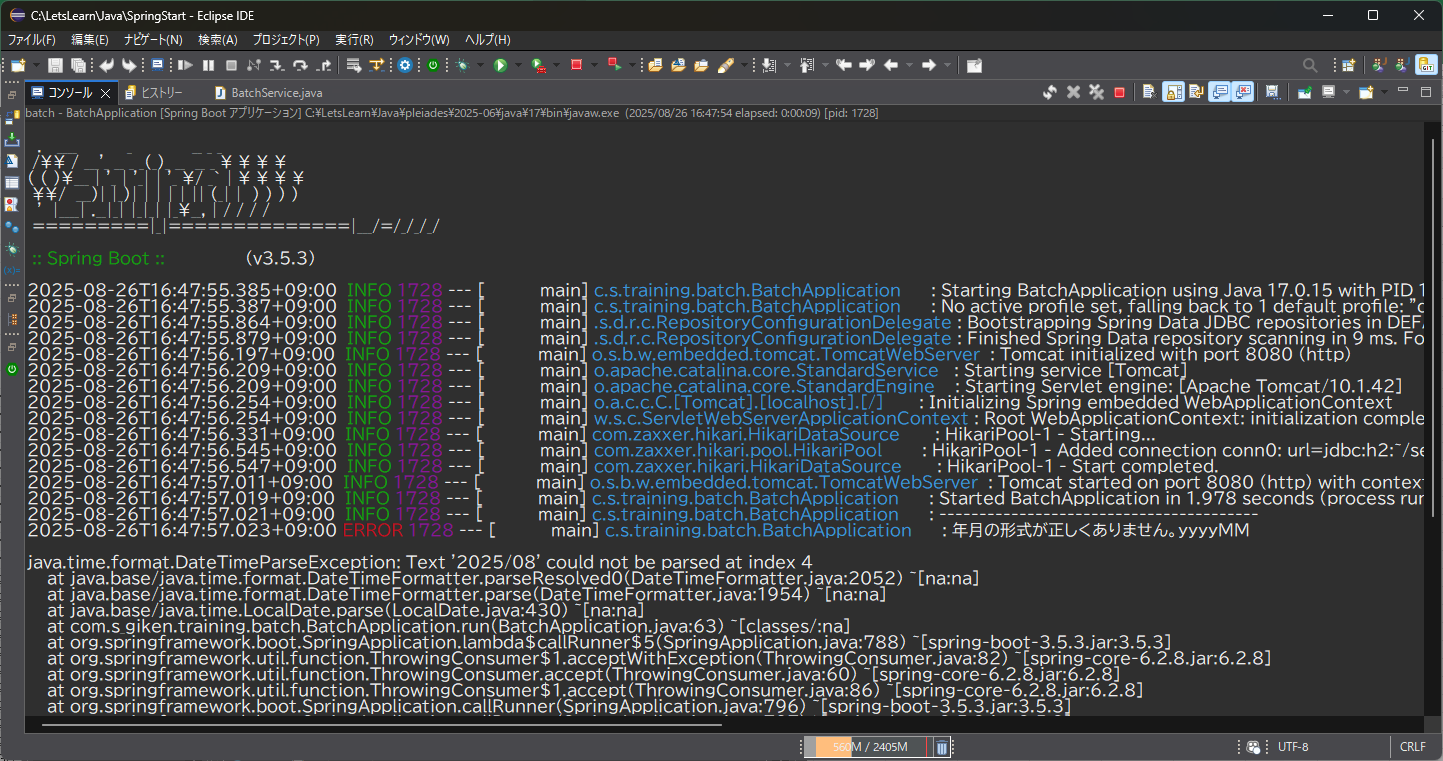 C:\LetsLearn\Java\SpringStart - Eclipse IDE
ファイル(F) 編集(E) ナビゲート(N) 検索(A) プロジェクト(P) 実行(R) ウィンドウ(W) ヘルプ(H)
コンソール ヒストリー BatchService.java
batch - BatchApplication [Spring Boot アプリケーション] C:¥LetsLearn¥Java¥pleiades¥2025-06¥java¥17¥bin¥javaw.exe (2025/08/26 16:47:54 elapsed: 0:00:09) [pid: 1728]
:: Spring Boot :: (v3.5.3)
2025-08-26T16:47:55.385+09:00 INFO 1728 --- [ main] c.s.training.batch.BatchApplication : Starting BatchApplication using Java 17.0.15 with PID 1
2025-08-26T16:47:55.385+09:00 INFO 1728 --- [ main] c.s.training.batch.BatchApplication : No active profile set, falling back to 1 default profile: "d
2025-08-26T16:47:55.864+09:00 INFO 1728 --- [ main] .s.d.r.c.RepositoryConfigurationDelegate : Bootstrapping Spring Data JDBC repositories in DEFA
2025-08-26T16:47:55.879+09:00 INFO 1728 --- [ main] .s.d.r.c.RepositoryConfigurationDelegate : Finished Spring Data repository scanning in 9 ms. Fo
2025-08-26T16:47:56.197+09:00 INFO 1728 --- [ main] o.s.b.w.embedded.tomcat.TomcatWebServer : Tomcat initialized with port 8080 (http)
2025-08-26T16:47:56.209+09:00 INFO 1728 --- [ main] o.apache.catalina.core.StandardService : Starting service [Tomcat]
2025-08-26T16:47:56.209+09:00 INFO 1728 --- [ main] o.apache.catalina.core.StandardEngine : Starting Servlet engine: [Apache Tomcat/10.1.42]
2025-08-26T16:47:56.254+09:00 INFO 1728 --- [ main] o.a.c.c.C.[Tomcat].[localhost].[/] : Initializing Spring embedded WebApplicationContext
2025-08-26T16:47:56.254+09:00 INFO 1728 --- [ main] w.s.c.ServletWebServerApplicationContext : Root WebApplicationContext: initialization comple
2025-08-26T16:47:56.331+09:00 INFO 1728 --- [ main] com.zaxxer.hikari.HikariDataSource : HikariPool-1 - Starting...
2025-08-26T16:47:56.545+09:00 INFO 1728 --- [ main] com.zaxxer.hikari.pool.HikariPool : HikariPool-1 - Added connection conn0: url=jdbc:h2:~/se
2025-08-26T16:47:56.547+09:00 INFO 1728 --- [ main] com.zaxxer.hikari.HikariDataSource : HikariPool-1 - Start completed.
2025-08-26T16:47:57.011+09:00 INFO 1728 --- [ main] o.s.b.w.embedded.tomcat.TomcatWebServer : Tomcat started on port 8080 (http) with context
2025-08-26T16:47:57.019+09:00 INFO 1728 --- [ main] c.s.training.batch.BatchApplication : Started BatchApplication in 1.978 seconds (process run
2025-08-26T16:47:57.021+09:00 INFO 1728 --- [ main] c.s.training.batch.BatchApplication : ----------------------------------------
2025-08-26T16:47:57.023+09:00 ERROR 1728 --- [ main] c.s.training.batch.BatchApplication : 年月の形式が正しくありません。yyyyMM
java.time.format.DateTimeParseException: Text '2025/08' could not be parsed at index 4
at java.base/java.time.format.DateTimeFormatter.parseResolved0(DateTimeFormatter.java:2052) ~[na:na]
at java.base/java.time.format.DateTimeFormatter.parse(DateTimeFormatter.java:1954) ~[na:na]
at java.base/java.time.LocalDate.parse(LocalDate.java:430) ~[na:na]
at com.s_giken.training.batch.BatchApplication.run(BatchApplication.java:63) ~[classes/:na]
at org.springframework.boot.SpringApplication.lambda$callRunner$5(SpringApplication.java:788) ~[spring-boot-3.5.3.jar:3.5.3]
at org.springframework.util.function.ThrowingConsumer$1.acceptWithException(ThrowingConsumer.java:82) ~[spring-core-6.2.8.jar:6.2.8]
at org.springframework.util.function.ThrowingConsumer.accept(ThrowingConsumer.java:60) ~[spring-core-6.2.8.jar:6.2.8]
at org.springframework.util.function.ThrowingConsumer$1.accept(ThrowingConsumer.java:86) ~[spring-core-6.2.8.jar:6.2.8]
at org.springframework.boot.SpringApplication.callRunner(SpringApplication.java:796) ~[spring-boot-3.5.3.jar:3.5.3]
560M / 2405M UTF-8 CRLF